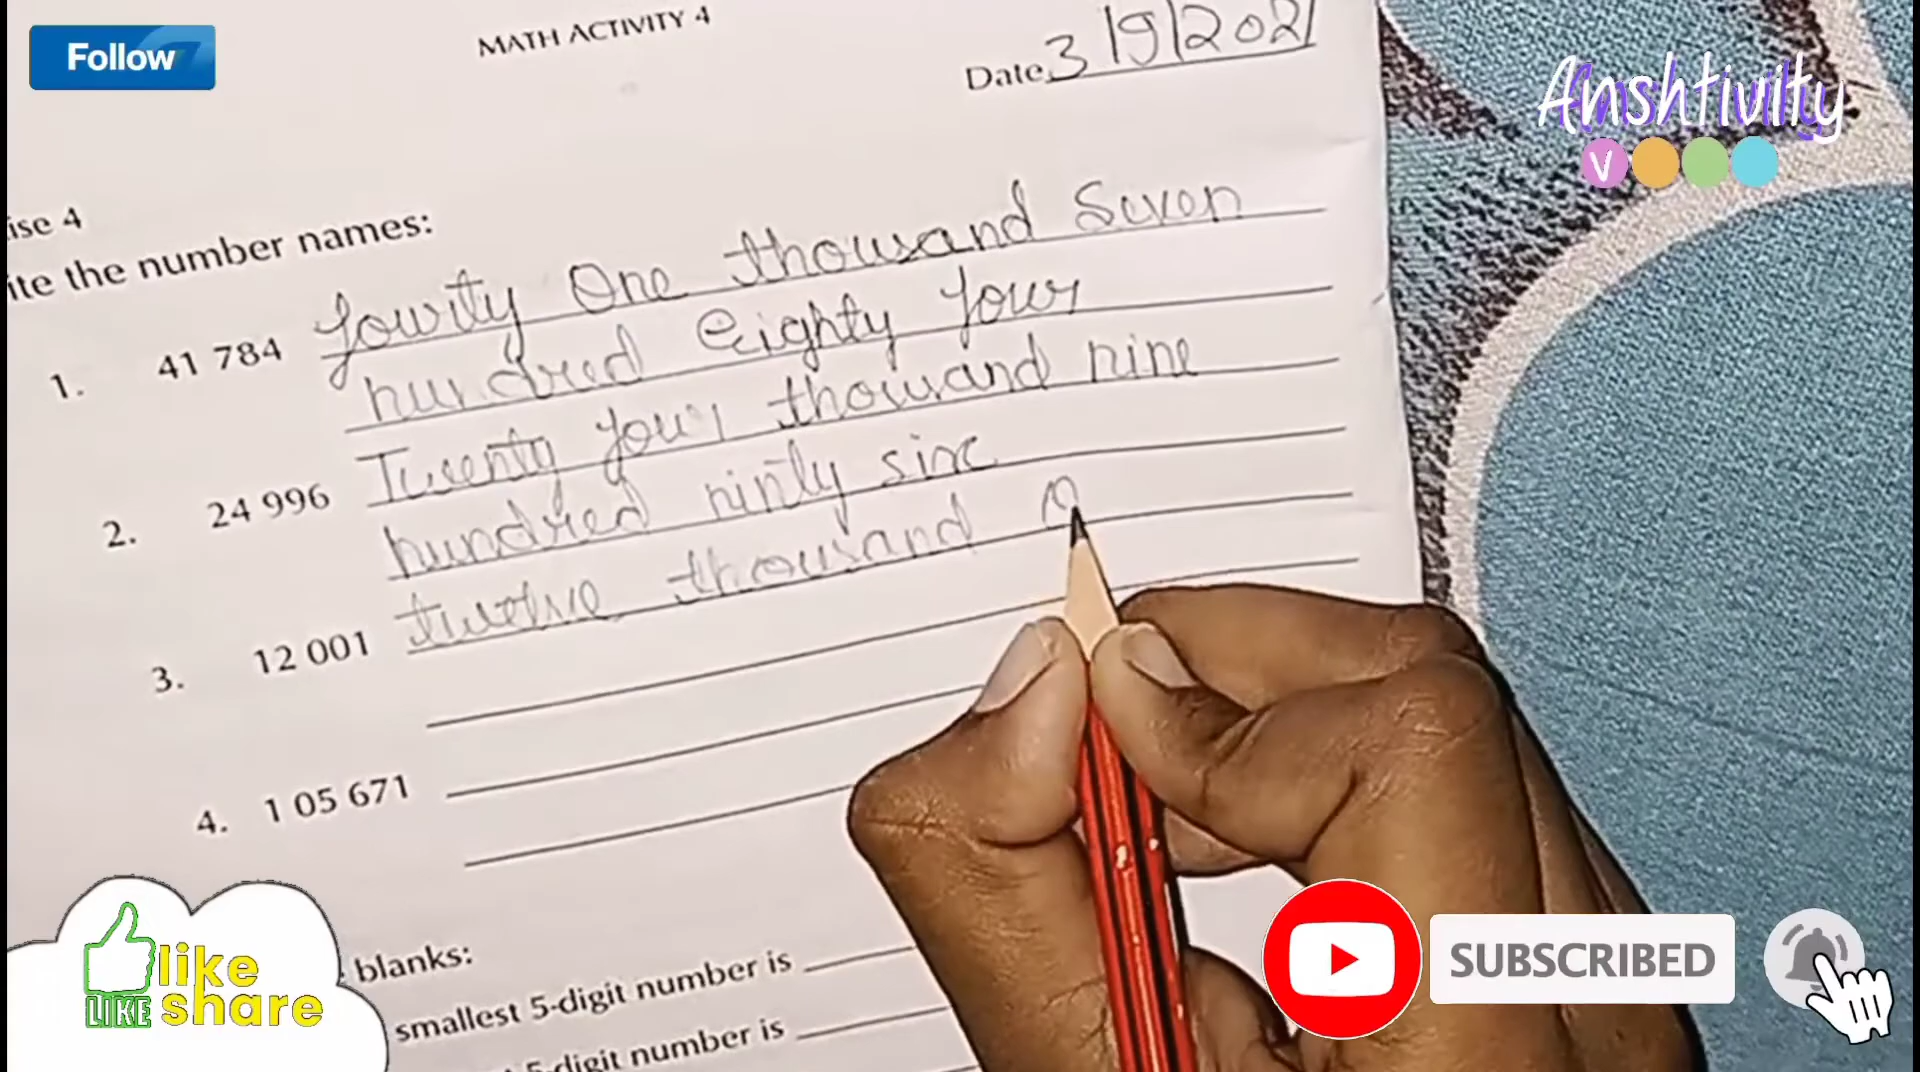 Follow
MATH ACTIVITY 4
Date 3/9/2021
Anshtivilty
V
ise 4
ite the number names:
1. 41 784 fourity One thousand Seven
hundred eighty four
2. 24 996 Twenty four thousand nine
hundred ninty six
3. 12 001 twelve thousand O
4. 1 05 671
blanks:
smallest 5-digit number is
5-digit number is
like
LIKE share
SUBSCRIBED